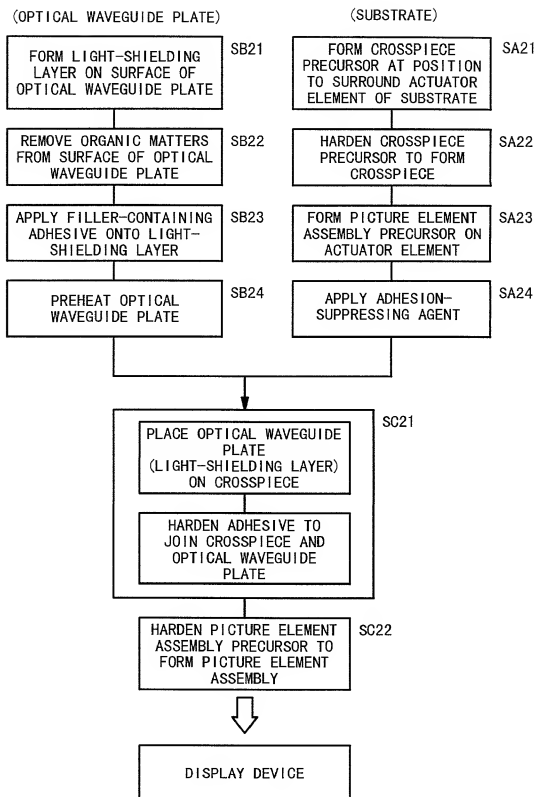 (OPTICAL WAVEGUIDE PLATE)
FORM LIGHT-SHIELDING
LAYER ON SURFACE OF
OPTICAL WAVEGUIDE PLATE
SB21
REMOVE ORGANIC MATTERS
FROM SURFACE OF OPTICAL
WAVEGUIDE PLATE
SB22
APPLY FILLER-CONTAINING
ADHESIVE ONTO LIGHT-
SHIELDING LAYER
SB23
PREHEAT OPTICAL
WAVEGUIDE PLATE
SB24
(SUBSTRATE)
FORM CROSSPIECE
PRECURSOR AT POSITION
TO SURROUND ACTUATOR
ELEMENT OF SUBSTRATE
SA21
HARDEN CROSSPIECE
PRECURSOR TO FORM
CROSSPIECE
SA22
FORM PICTURE ELEMENT
ASSEMBLY PRECURSOR ON
ACTUATOR ELEMENT
SA23
APPLY ADHESION-
SUPPRESSING AGENT
SA24
SC21
PLACE OPTICAL WAVEGUIDE
PLATE
(LIGHT-SHIELDING LAYER)
ON CROSSPIECE
HARDEN ADHESIVE TO
JOIN CROSSPIECE AND
OPTICAL WAVEGUIDE
PLATE
HARDEN PICTURE ELEMENT
ASSEMBLY PRECURSOR TO
FORM PICTURE ELEMENT
ASSEMBLY
SC22
DISPLAY DEVICE